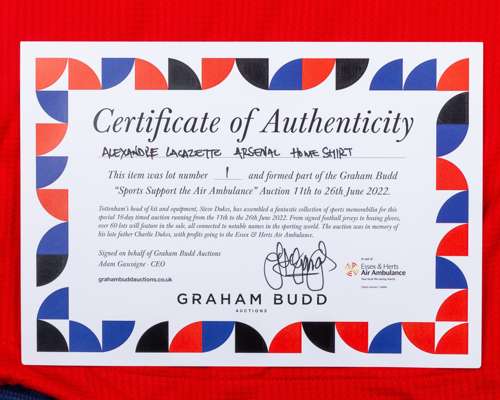 Certificate of Authenticity
ALEXANDRE LACAZETTE ARSENAL HOME SHIRT
This item was lot number 1 and formed part of the Graham Budd
"Sports Support the Air Ambulance" Auction 11th to 26th June 2022.
Tottenham's head of kit and equipment, Steve Dukes, has assembled a fantastic collection of sports memorabilia for this
special 16-day timed auction running from the 11th to the 26th June 2022. From signed football jerseys to boxing gloves,
over 60 lots will feature in the sale, all connected to notable names in the sporting world. The auction was in memory of
his late father Charlie Dukes, with profits going to the Essex & Herts Air Ambulance.
Signed on behalf of Graham Budd Auctions
Adam Gascoigne - CEO
grahambuddauctions.co.uk
In aid of
Essex & Herts
Air Ambulance
GRAHAM BUDD
AUCTIONS